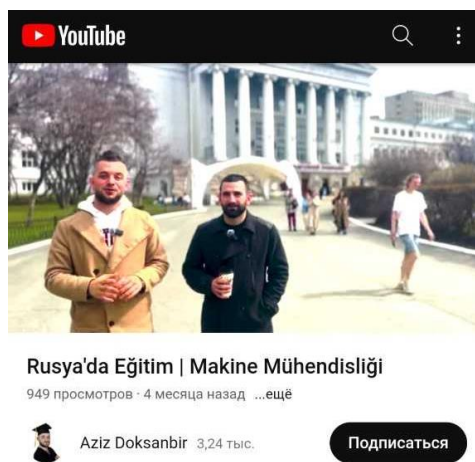 YouTube
Rusya'da Eğitim | Makine Mühendisliği
949 просмотров · 4 месяца назад ...ещё
Aziz Doksanbir 3,24 тыс.
Подписаться